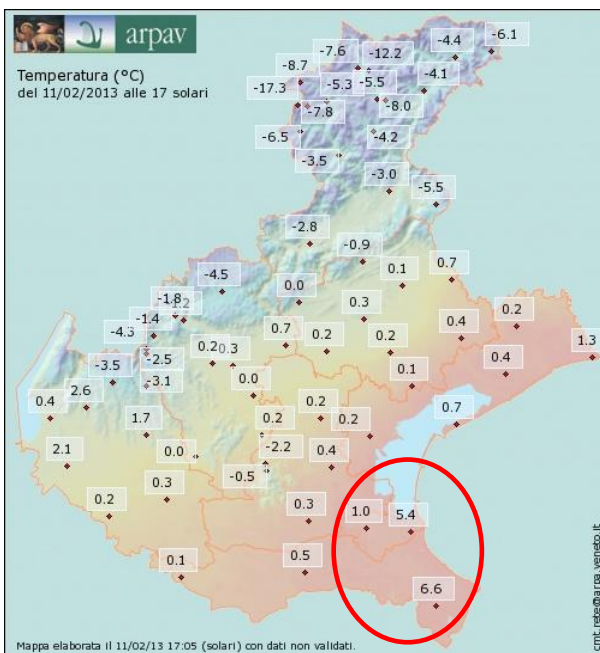 arpav
Temperatura (°C)
del 11/02/2013 alle 17 solari
-7.6 -12.2 -4.4 -6.1
-8.7 -5.3 -5.5 -4.1
-17.3 -7.8 -8.0
-6.5 -4.2
-3.5 -3.0
-5.5
-2.8
-0.9
-4.5 0.0 0.1 0.7
-1.8
-1.4 0.3 0.2
0.7 0.2 0.2 0.4 1.3
-2.5 0.2 0.3
-3.5 -3.1 0.0 0.1 0.4
0.4 2.6
1.7 0.2 0.2 0.2 0.7
2.1 0.0 -2.2 0.4
-0.5
0.2 0.3 0.3 1.0 5.4
0.1 0.5
6.6
Mappa elaborata il 11/02/13 17:05 (solari) con dati non validati.
cmt.rete@arpa.veneto.it